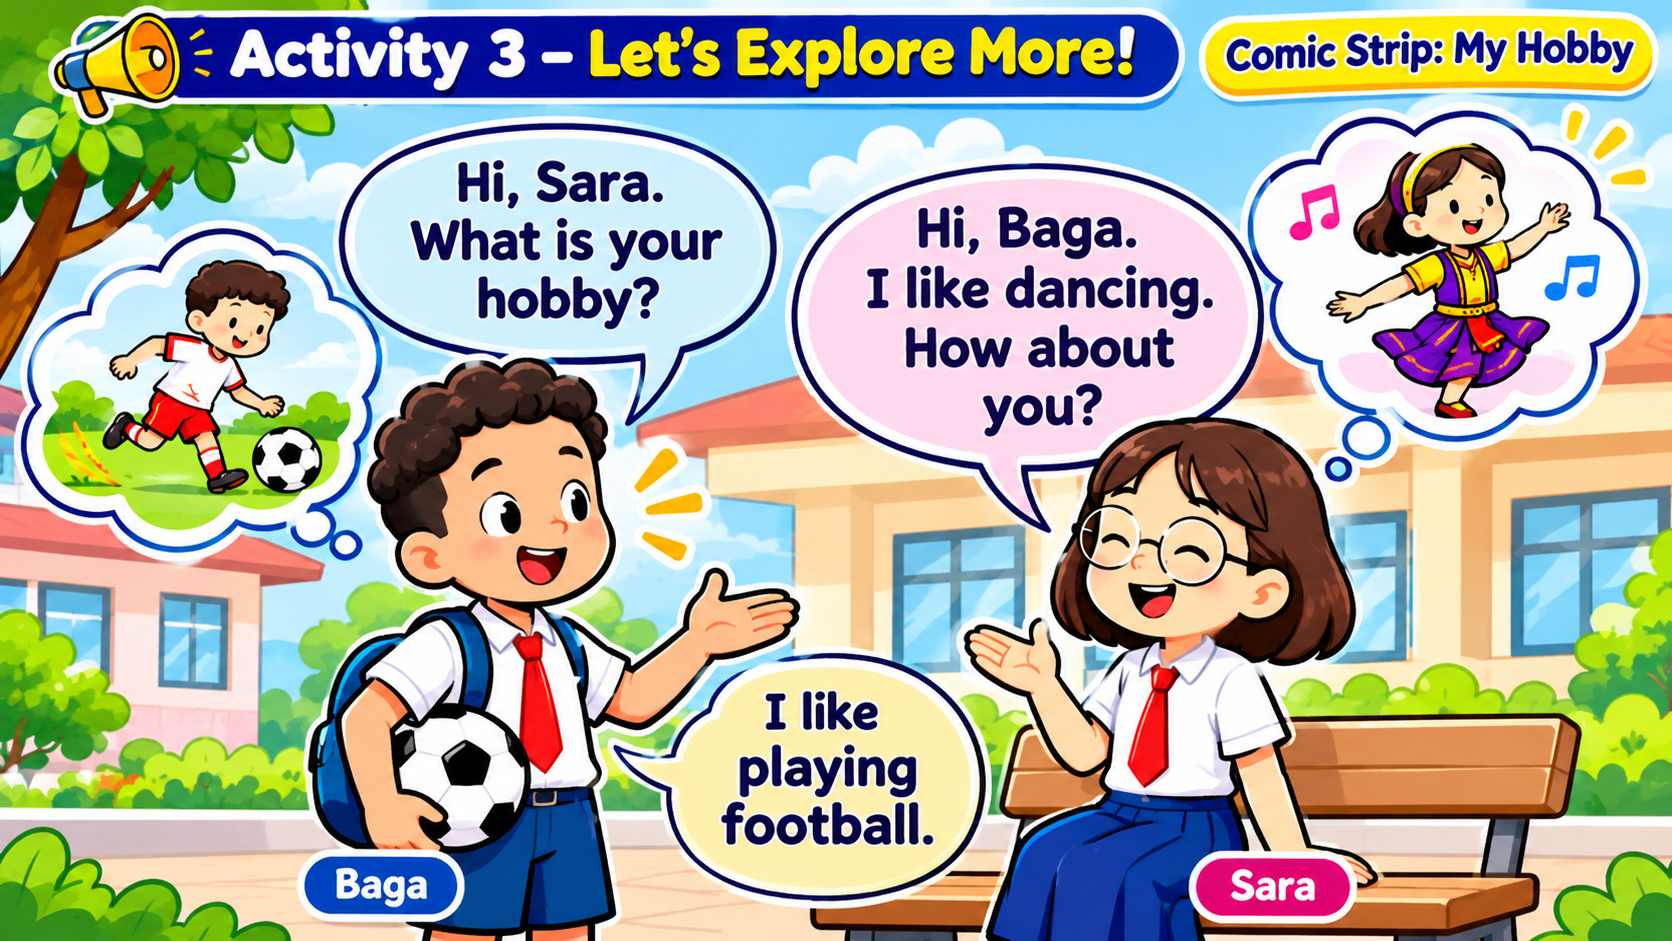 Activity 3 – Let's Explore More!
Comic Strip: My Hobby
Hi, Sara.
What is your
hobby?
Hi, Baga.
I like dancing.
How about
you?
I like
playing
football.
Baga
Sara